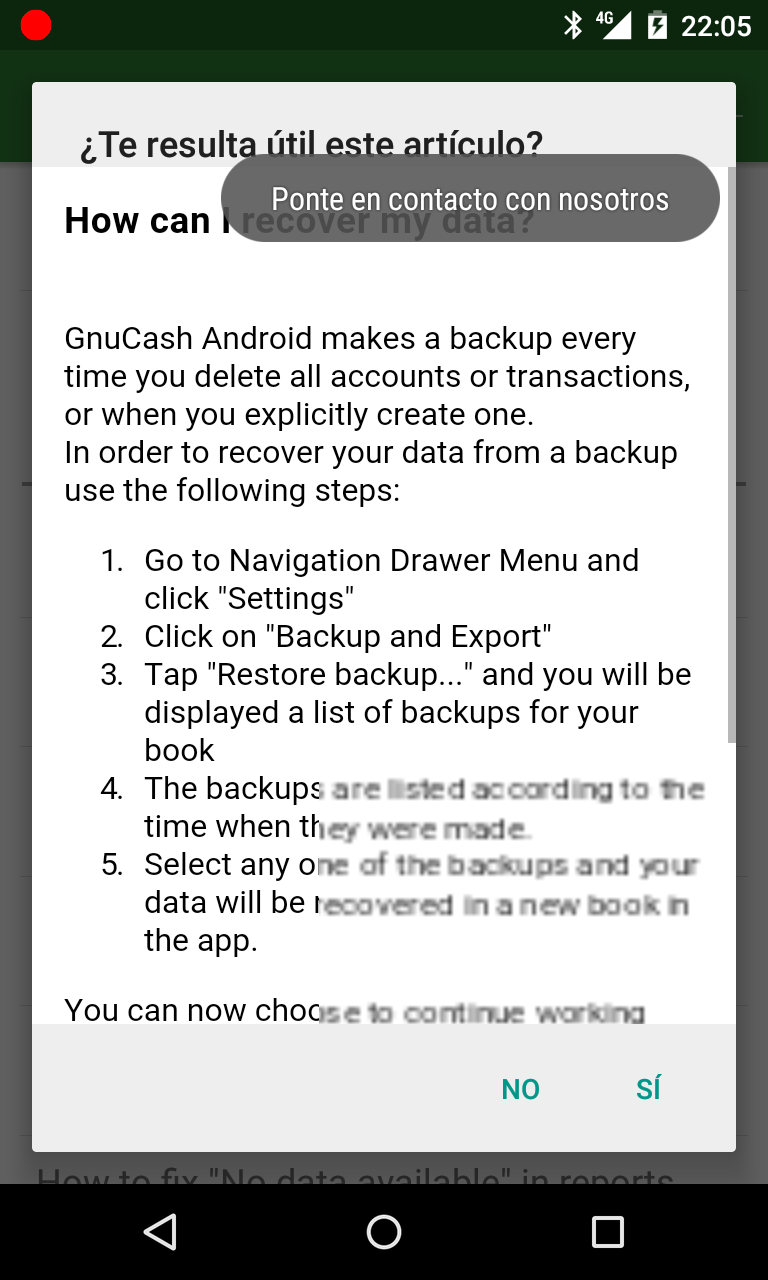 4G 22:05
¿Te resulta útil este artículo?
Ponte en contacto con nosotros
How can I recover my data?
GnuCash Android makes a backup every
time you delete all accounts or transactions,
or when you explicitly create one.
In order to recover your data from a backup
use the following steps:
1. Go to Navigation Drawer Menu and
click "Settings"
2. Click on "Backup and Export"
3. Tap "Restore backup..." and you will be
displayed a list of backups for your
book
4. The backups are listed according to the
time when they were made.
5. Select any one of the backups and your
data will be recovered in a new book in
the app.
You can now choose to continue working
NO SÍ
How to fix "No data available" in reports